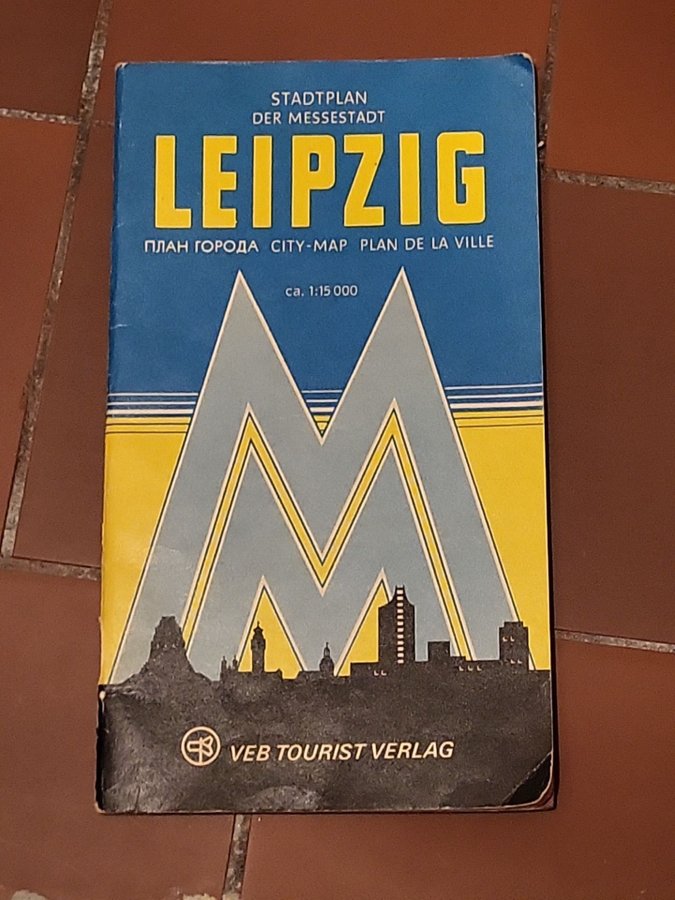 STADTPLAN
DER MESSESTADT
LEIPZIG
ПЛАН ГОРОДА CITY-MAP PLAN DE LA VILLE
ca. 1:15 000
VEB TOURIST VERLAG